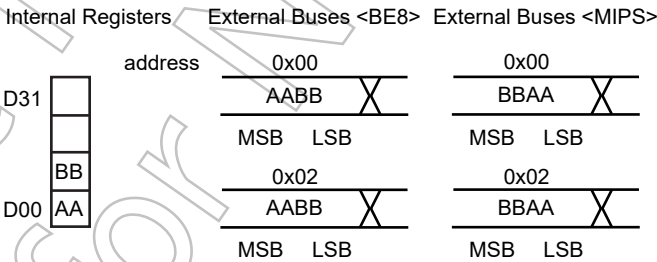 Internal Registers External Buses <BE8> External Buses <MIPS>
address 0x00 0x00
D31 AABB BBAA
MSB LSB MSB LSB
BB 0x02 0x02
D00 AA AABB BBAA
MSB LSB MSB LSB